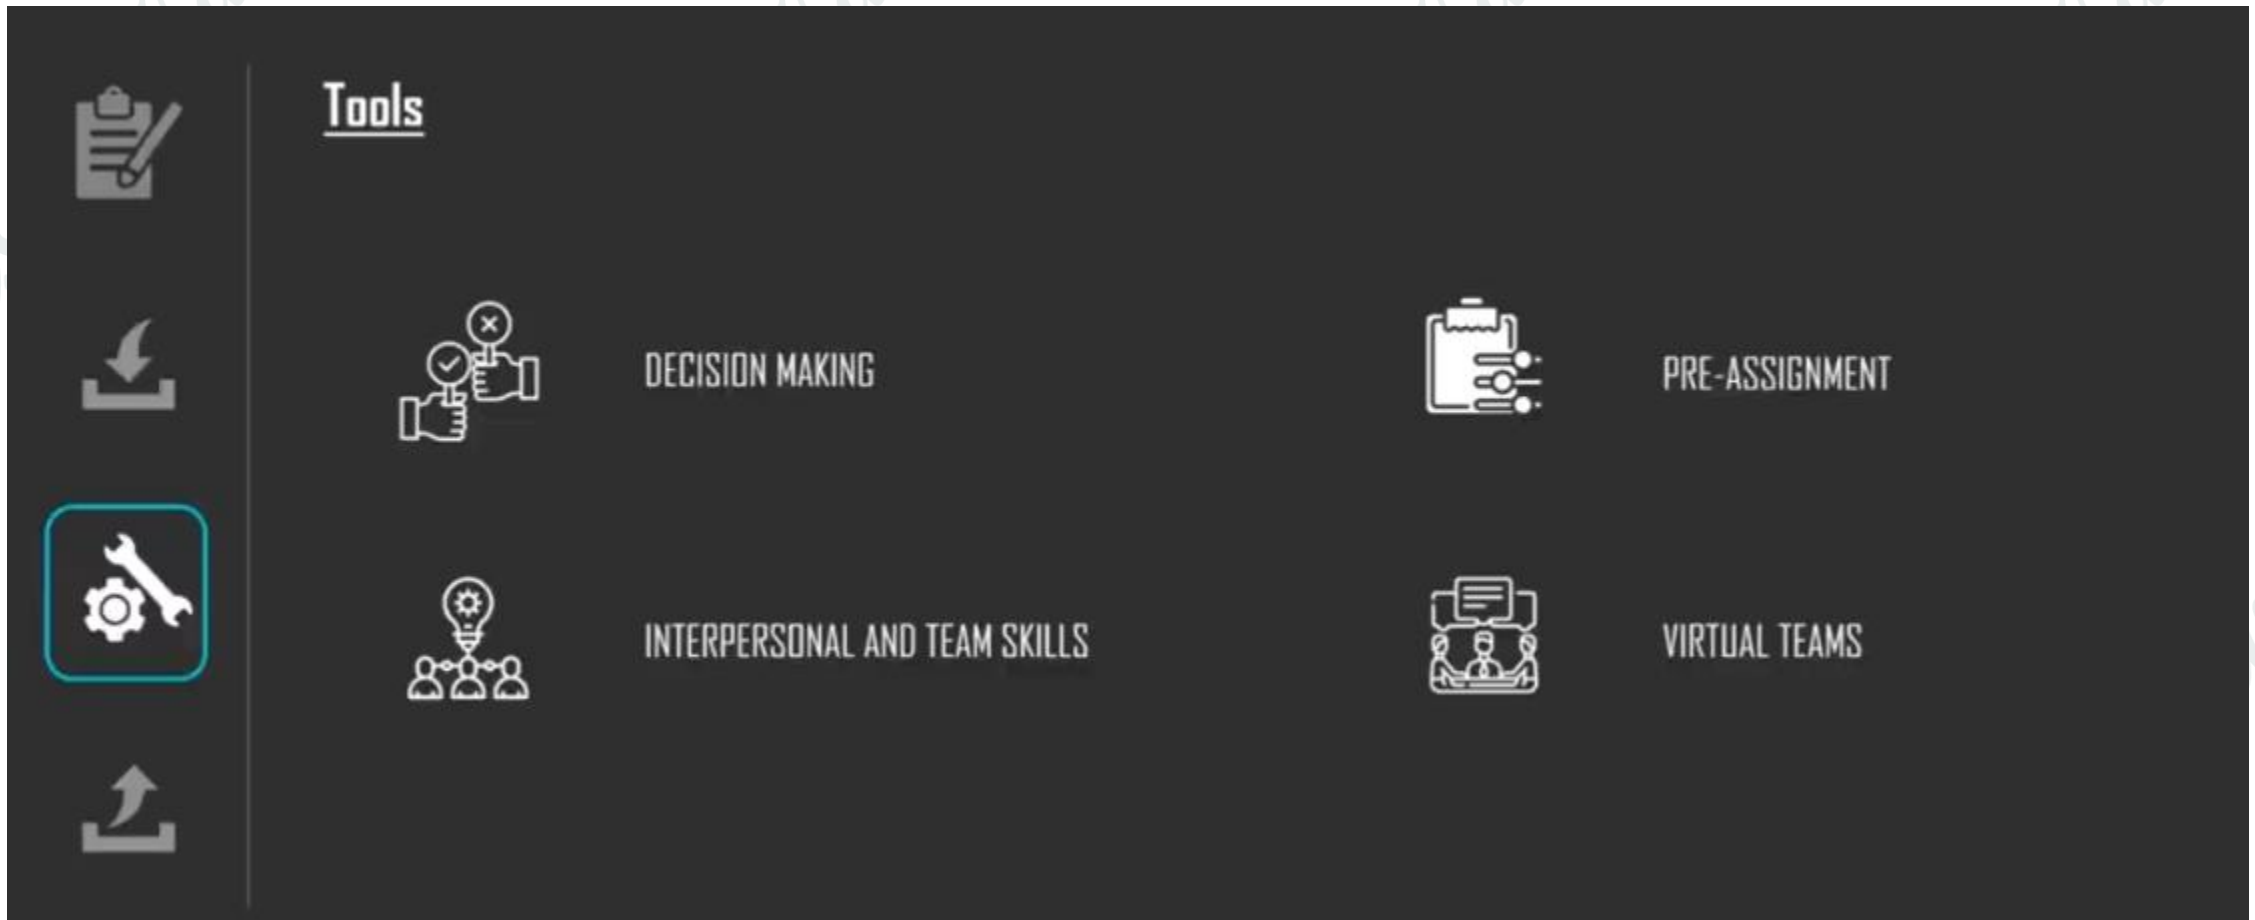 Tools
DECISION MAKING
PRE-ASSIGNMENT
INTERPERSONAL AND TEAM SKILLS
VIRTUAL TEAMS